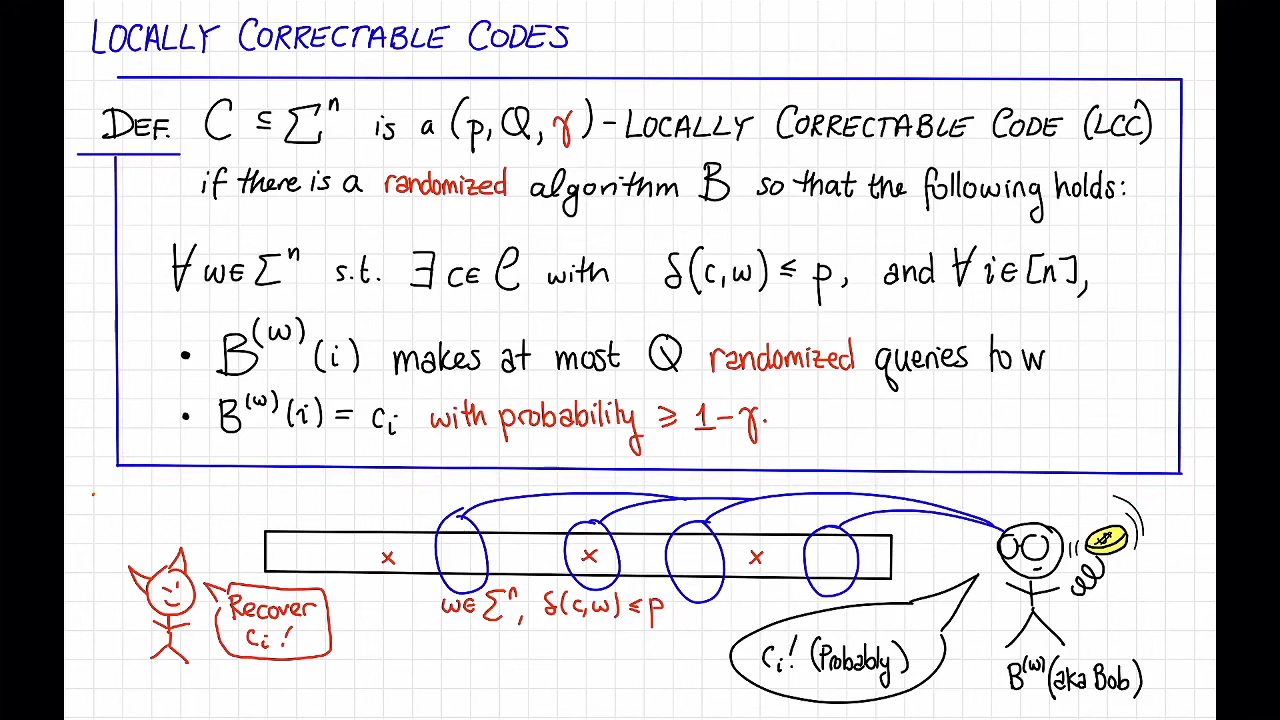 LOCALLY CORRECTABLE CODES
DEF. C ⊆ Σⁿ is a (p, Q, γ)-LOCALLY CORRECTABLE CODE (LCC)
if there is a randomized algorithm B so that the following holds:
∀ w∈Σⁿ s.t. ∃ c∈C with δ(c,w) ≤ p, and ∀ i∈[n],
• B⁽ʷ⁾(i) makes at most Q randomized queries to w
• B⁽ʷ⁾(i) = cᵢ with probability ≥ 1-γ.
x x x
$
Recover
cᵢ!
w∈Σⁿ, δ(c,w) ≤ p
cᵢ! (Probably)
B⁽ʷ⁾(aka Bob)